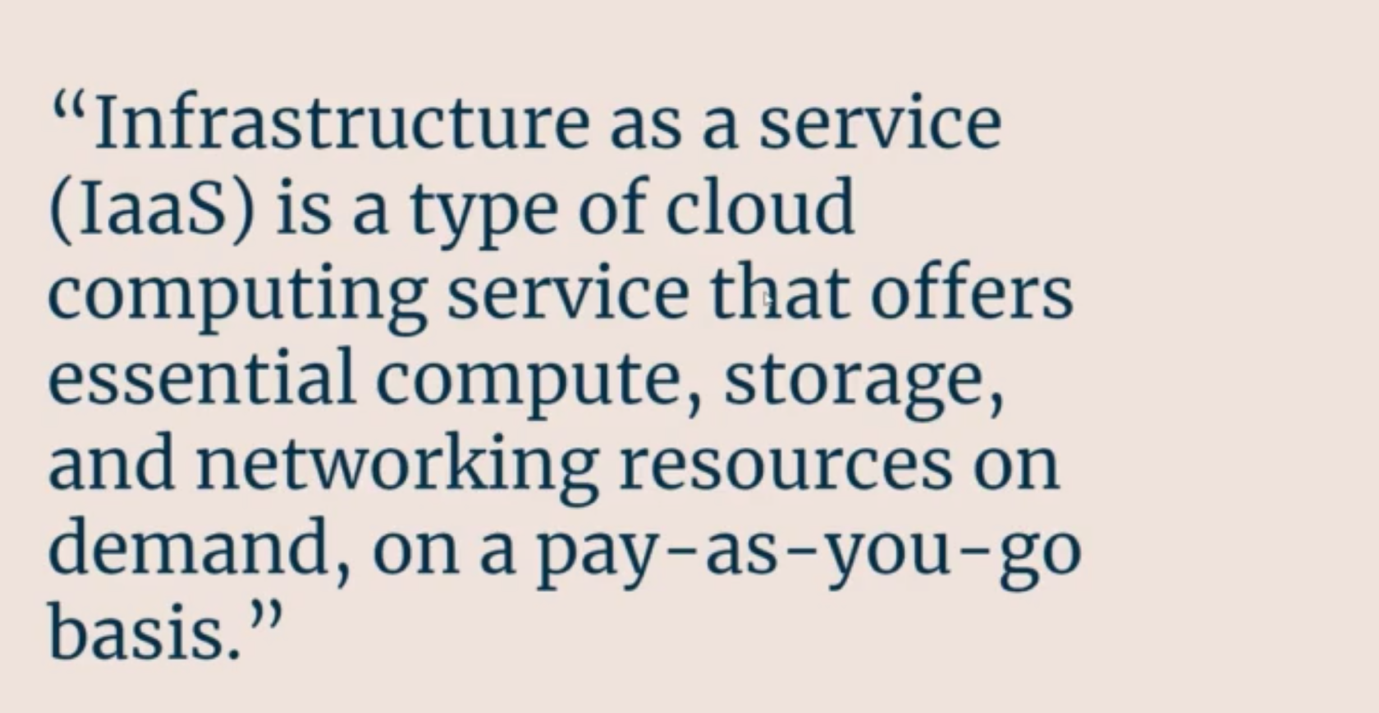 “Infrastructure as a service
(IaaS) is a type of cloud
computing service that offers
essential compute, storage,
and networking resources on
demand, on a pay-as-you-go
basis.”